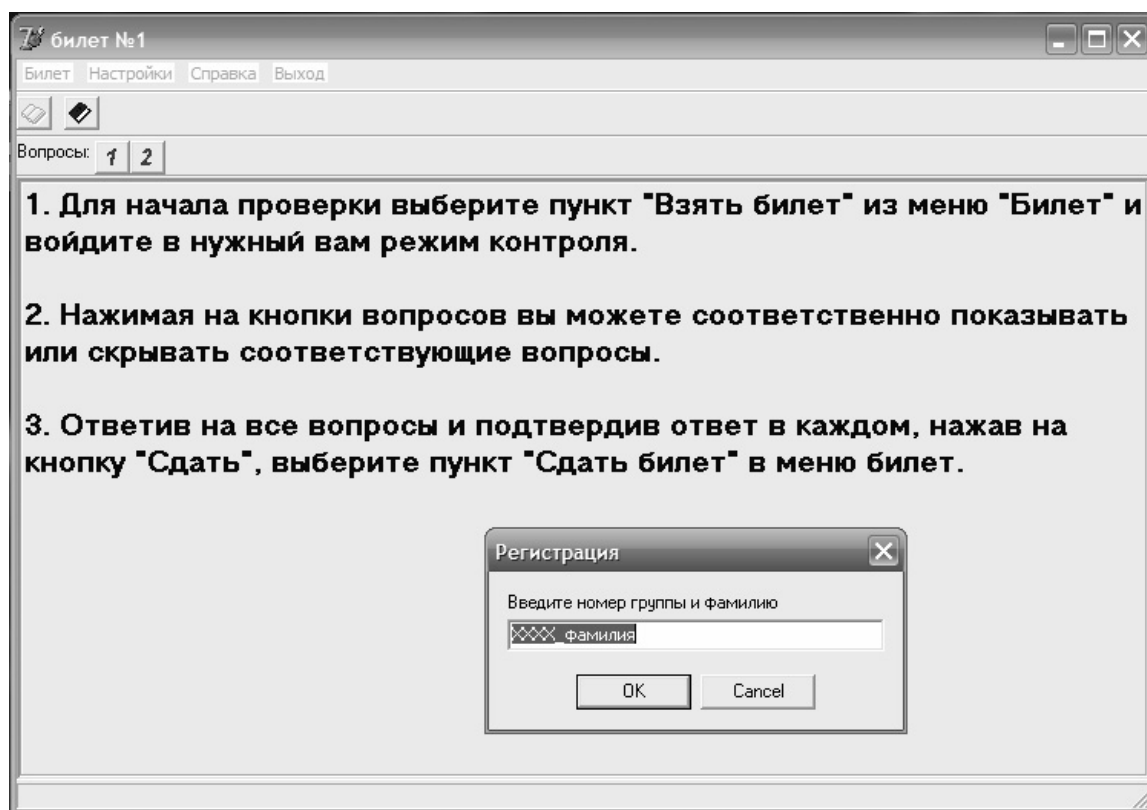 билет №1
Билет Настройки Справка Выход
Вопросы: 1 2
1. Для начала проверки выберите пункт "Взять билет" из меню "Билет" и
войдите в нужный вам режим контроля.
2. Нажимая на кнопки вопросов вы можете соответственно показывать
или скрывать соответствующие вопросы.
3. Ответив на все вопросы и подтвердив ответ в каждом, нажав на
кнопку "Сдать", выберите пункт "Сдать билет" в меню билет.
Регистрация
Введите номер группы и фамилию
XXXX_фамилия
OK Cancel